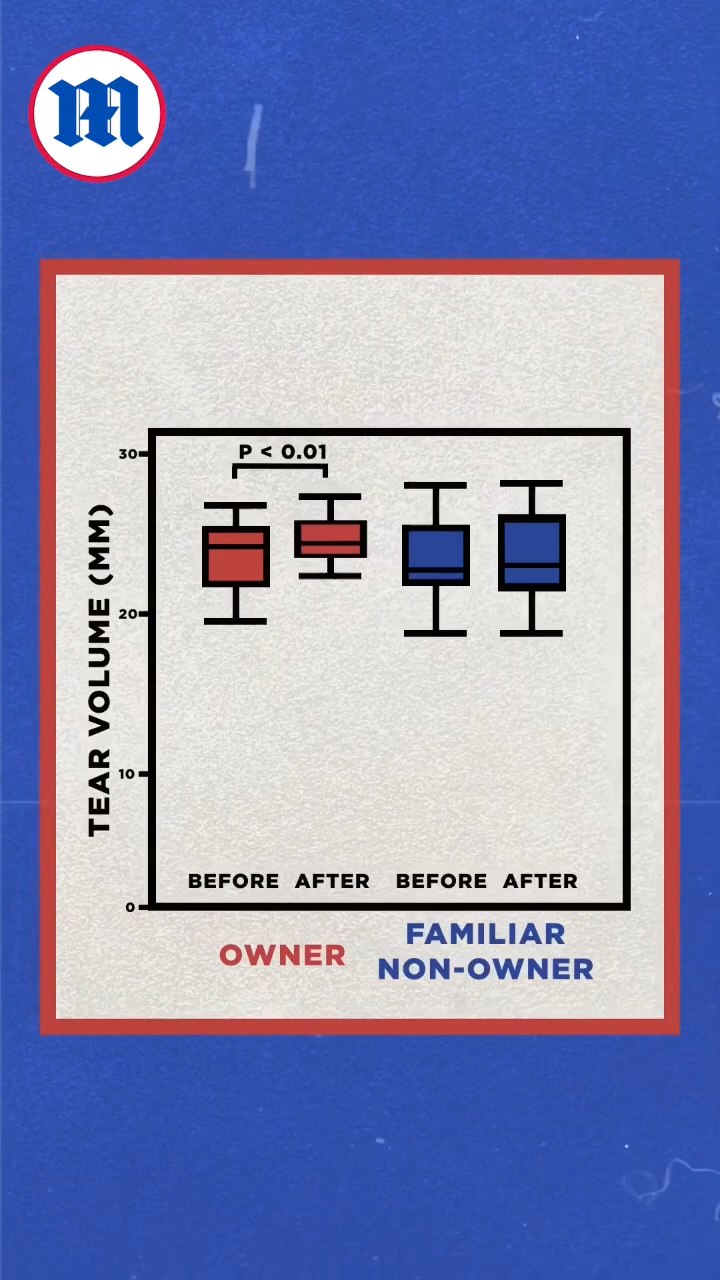 M
30
P < 0.01
20
10
0
TEAR VOLUME (MM)
BEFORE AFTER BEFORE AFTER
OWNER
FAMILIAR
NON-OWNER